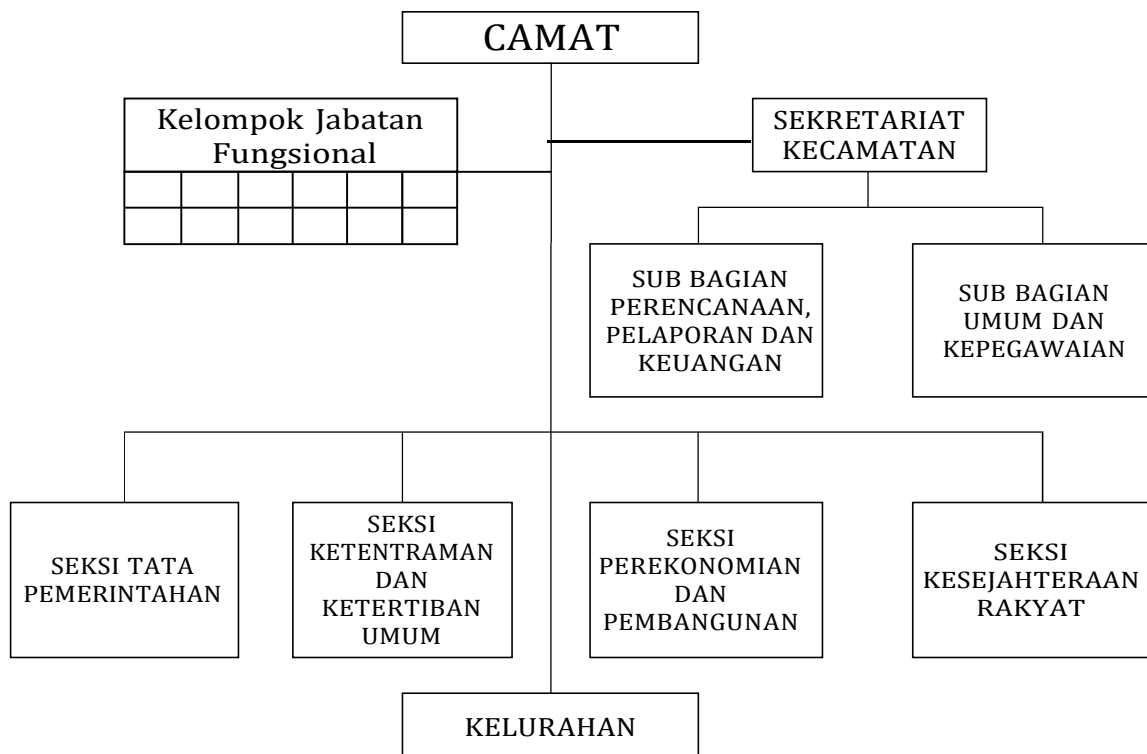 CAMAT
Kelompok Jabatan
Fungsional
SEKRETARIAT
KECAMATAN
SUB BAGIAN
PERENCANAAN,
PELAPORAN DAN
KEUANGAN
SUB BAGIAN
UMUM DAN
KEPEGAWAIAN
SEKSI TATA
PEMERINTAHAN
SEKSI
KETENTRAMAN
DAN
KETERTIBAN
UMUM
SEKSI
PEREKONOMIAN
DAN
PEMBANGUNAN
SEKSI
KESEJAHTERAAN
RAKYAT
KELURAHAN